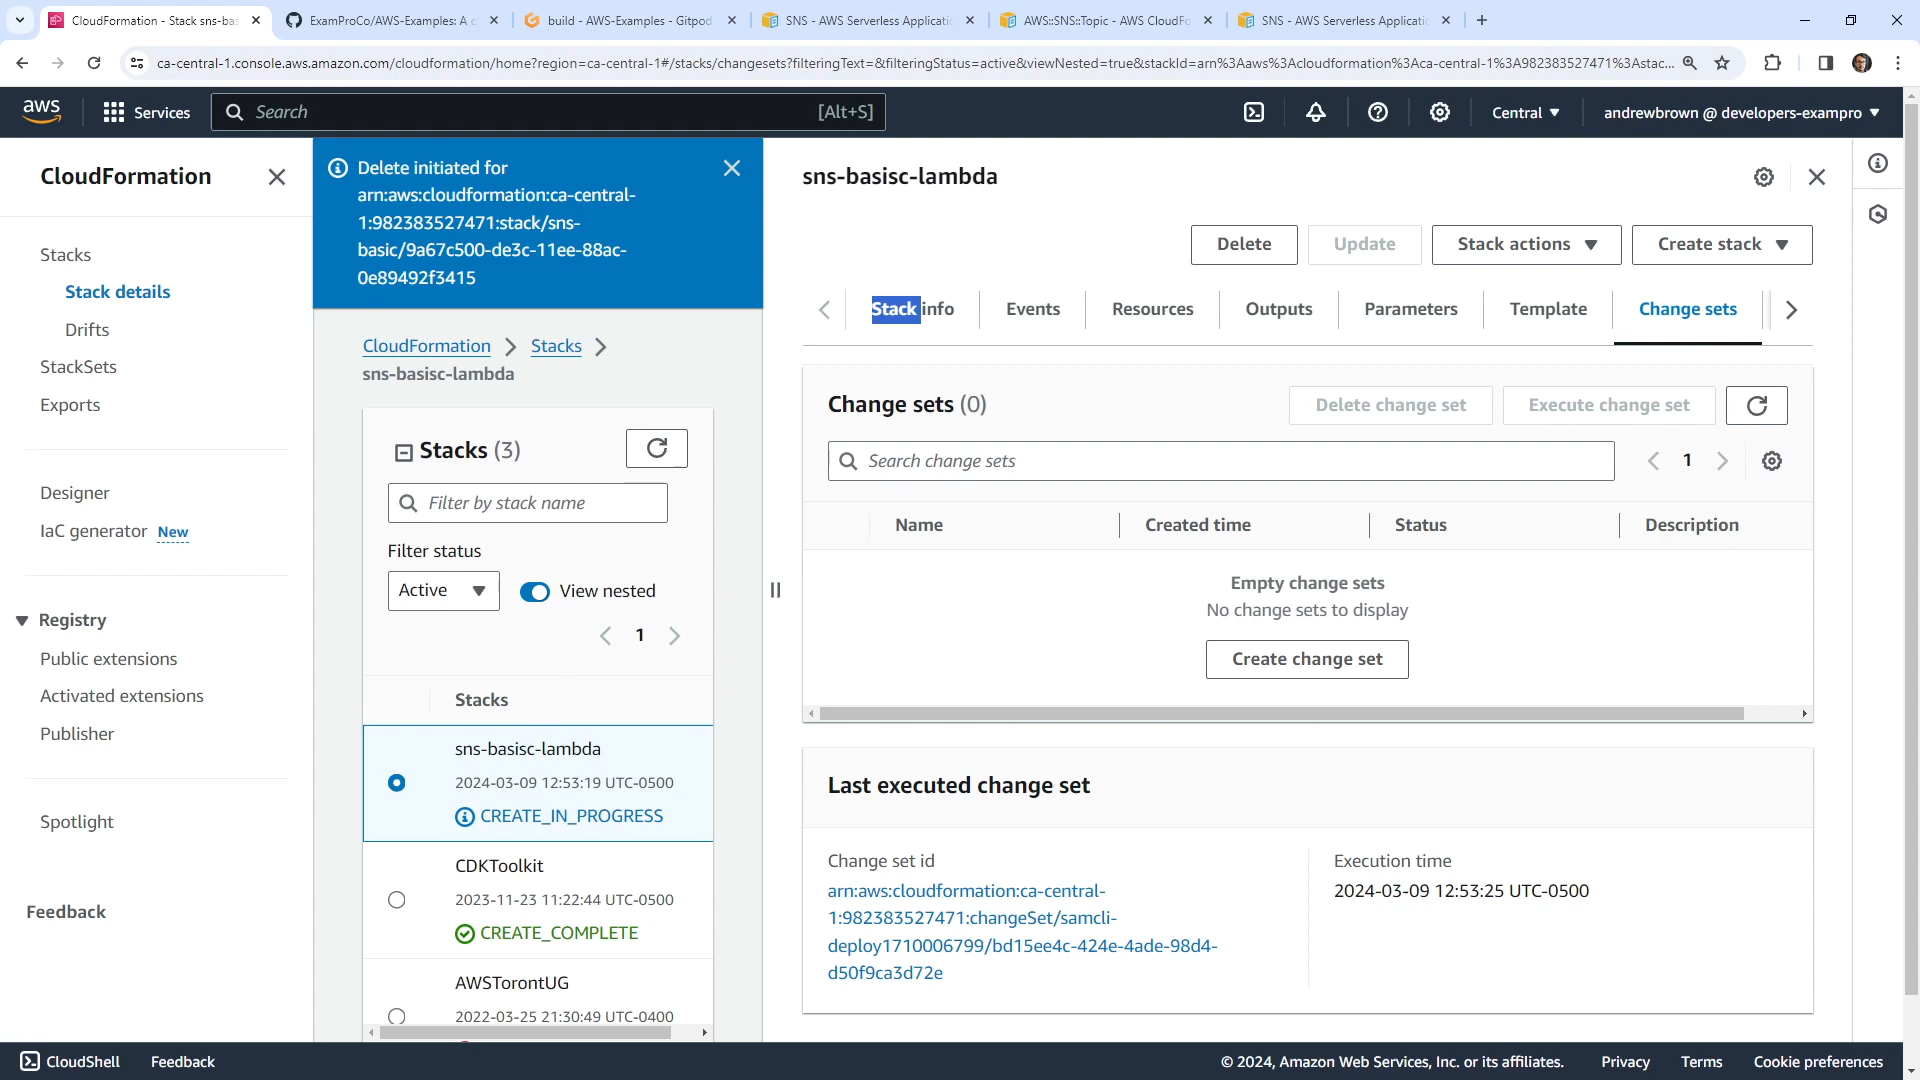 CloudFormation - Stack sns-bas
ExamProCo/AWS-Examples: A c
build - AWS-Examples - Gitpod
SNS - AWS Serverless Applicatio
AWS::SNS::Topic - AWS CloudFo
SNS - AWS Serverless Applicatio
ca-central-1.console.aws.amazon.com/cloudformation/home?region=ca-central-1#/stacks/changesets?filteringText=&filteringStatus=active&viewNested=true&stackId=arn%3Aaws%3Acloudformation%3Aca-central-1%3A982383527471%3Astac...
aws
Services
Search
[Alt+S]
Central
andrewbrown @ developers-exampro
CloudFormation
Stacks
Stack details
Drifts
StackSets
Exports
Designer
IaC generator New
Registry
Public extensions
Activated extensions
Publisher
Spotlight
Feedback
Delete initiated for
arn:aws:cloudformation:ca-central-
1:982383527471:stack/sns-
basic/9a67c500-de3c-11ee-88ac-
0e89492f3415
CloudFormation
Stacks
sns-basisc-lambda
Stacks (3)
Filter by stack name
Filter status
Active
View nested
1
Stacks
sns-basisc-lambda
2024-03-09 12:53:19 UTC-0500
CREATE_IN_PROGRESS
CDKToolkit
2023-11-23 11:22:44 UTC-0500
CREATE_COMPLETE
AWSTorontUG
2022-03-25 21:30:49 UTC-0400
sns-basisc-lambda
Delete
Update
Stack actions
Create stack
Stack info
Events
Resources
Outputs
Parameters
Template
Change sets
Change sets (0)
Delete change set
Execute change set
Search change sets
1
Name
Created time
Status
Description
Empty change sets
No change sets to display
Create change set
Last executed change set
Change set id
arn:aws:cloudformation:ca-central-
1:982383527471:changeSet/samcli-
deploy1710006799/bd15ee4c-424e-4ade-98d4-
d50f9ca3d72e
Execution time
2024-03-09 12:53:25 UTC-0500
CloudShell
Feedback
© 2024, Amazon Web Services, Inc. or its affiliates.
Privacy
Terms
Cookie preferences